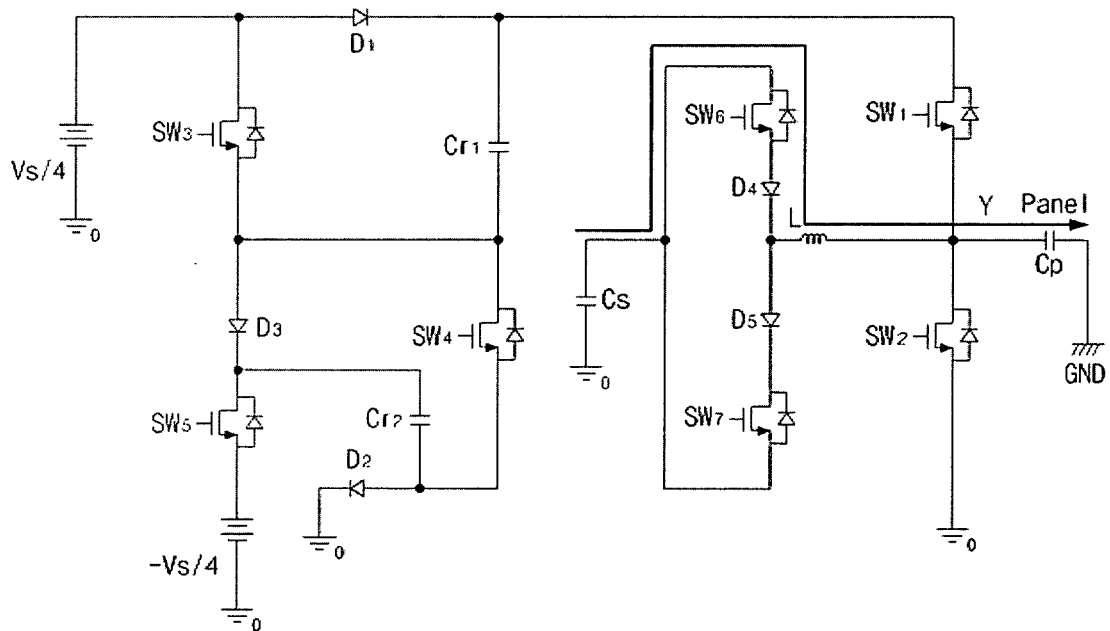 D1
SW3
SW6
SW1
Vs/4
Cr1
D4
L
Y
Panel
0
Cp
Cs
D3
D5
SW4
SW2
0
GND
SW5
Cr2
SW7
D2
0
0
-Vs/4
0